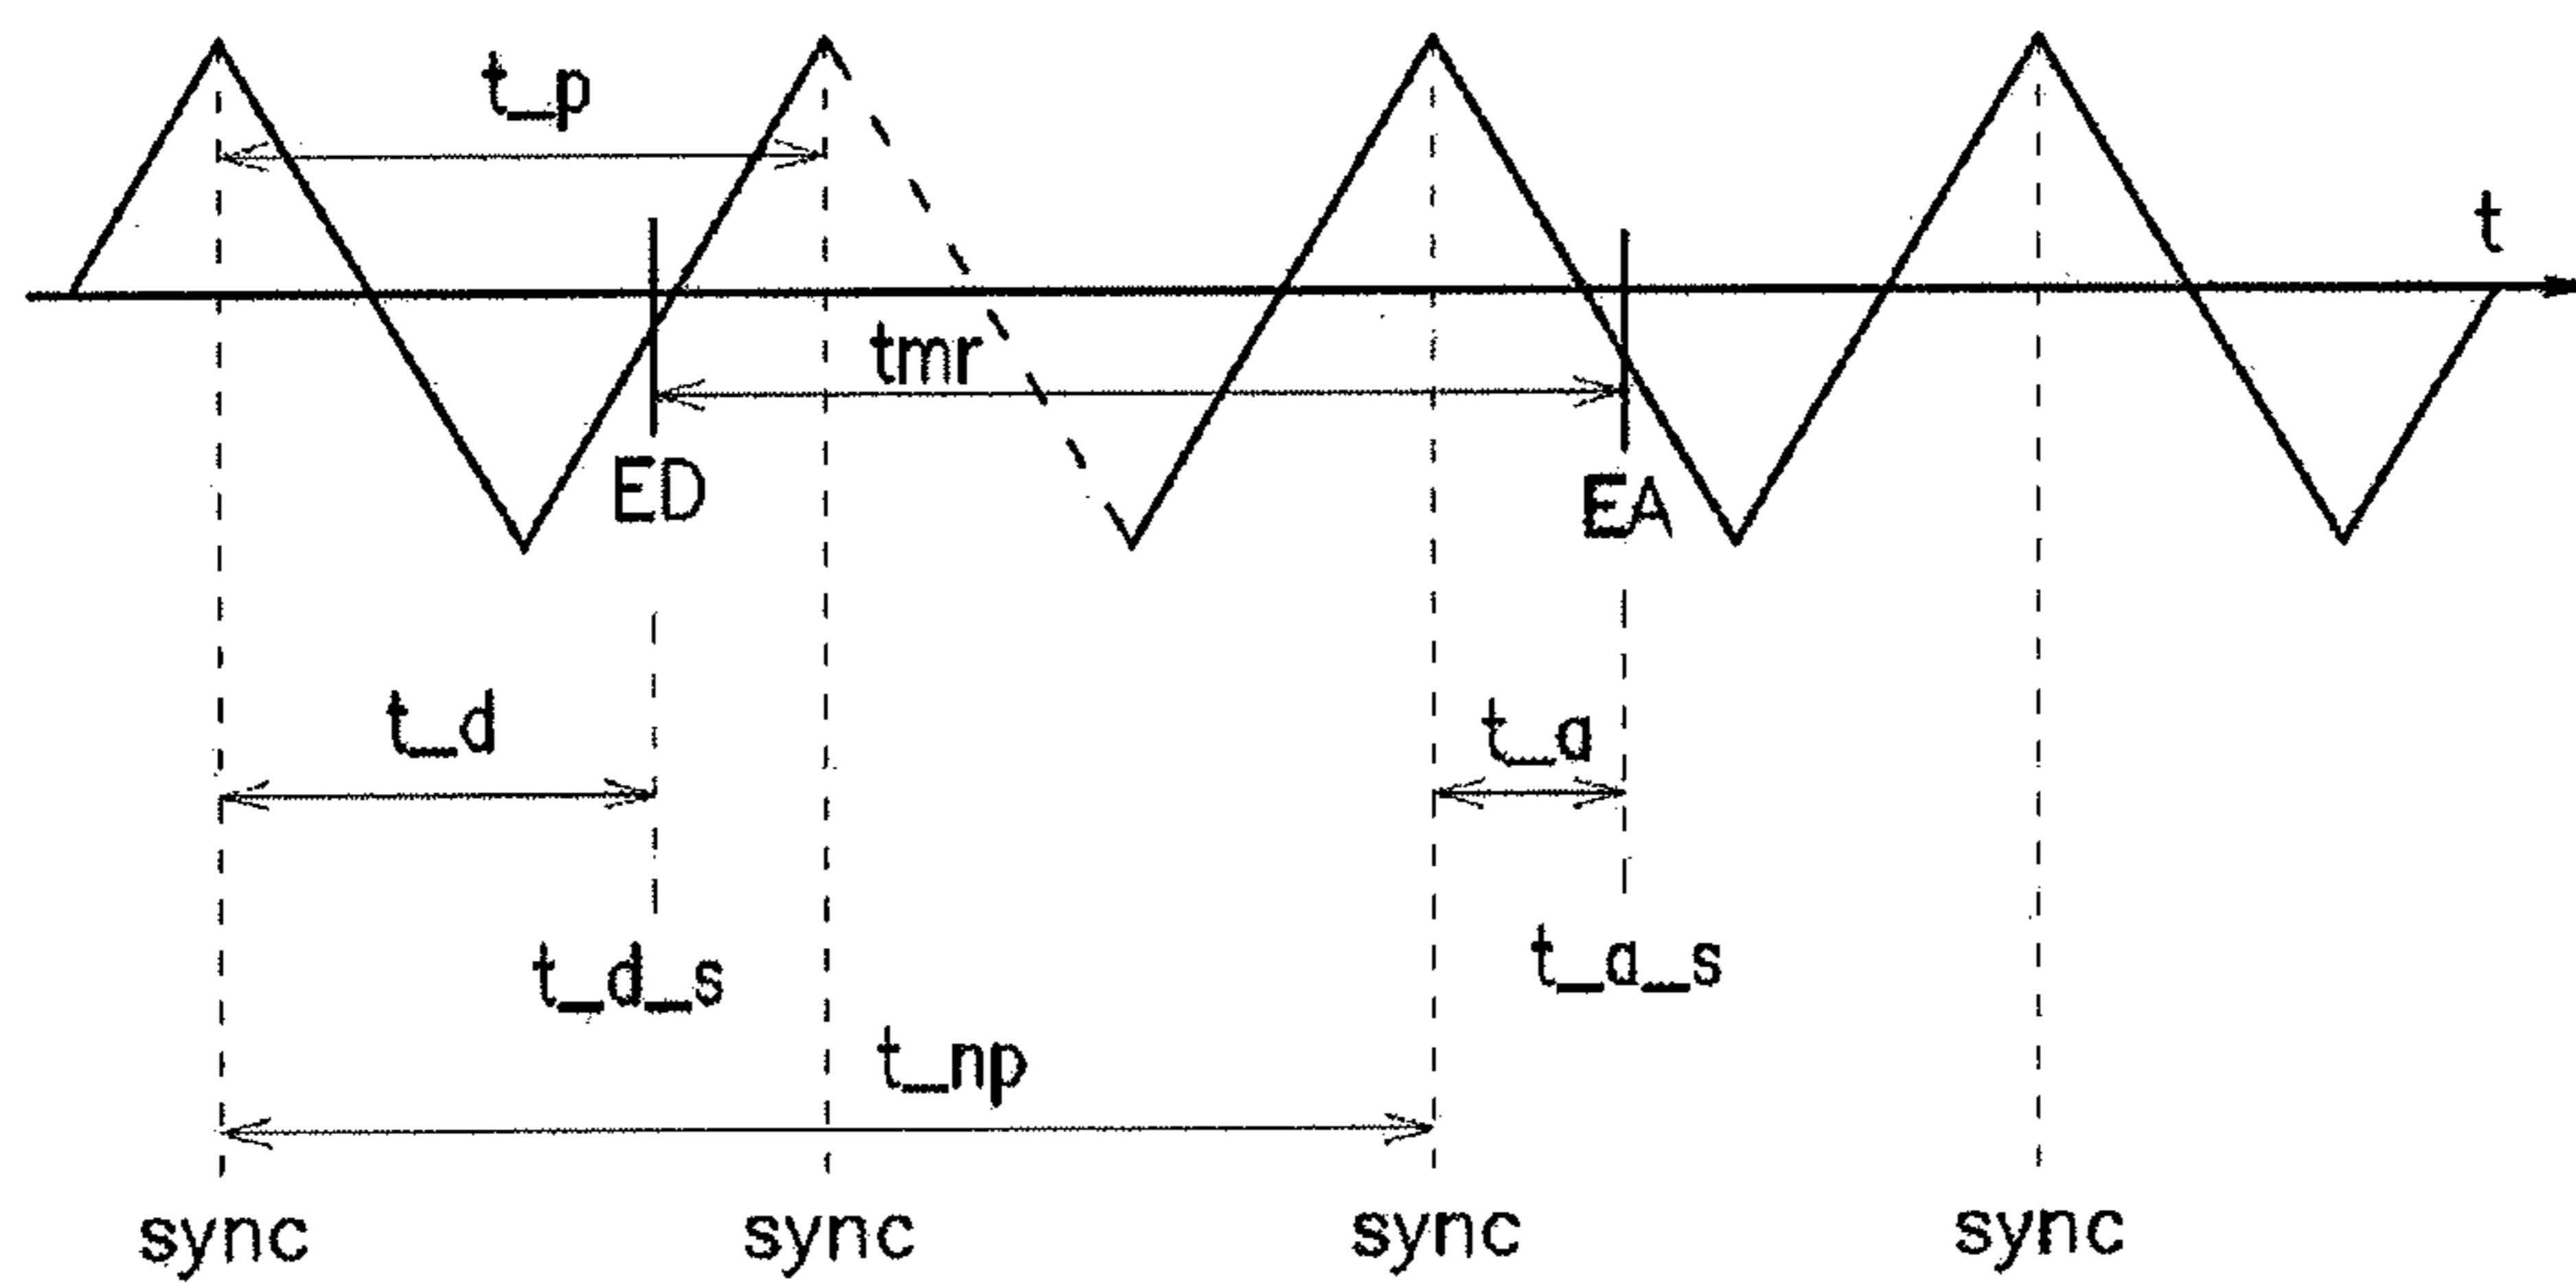 t_p
t
tmr
ED
EA
t_d
t_a
t_d_s
t_a_s
t_np
sync
sync
sync
sync